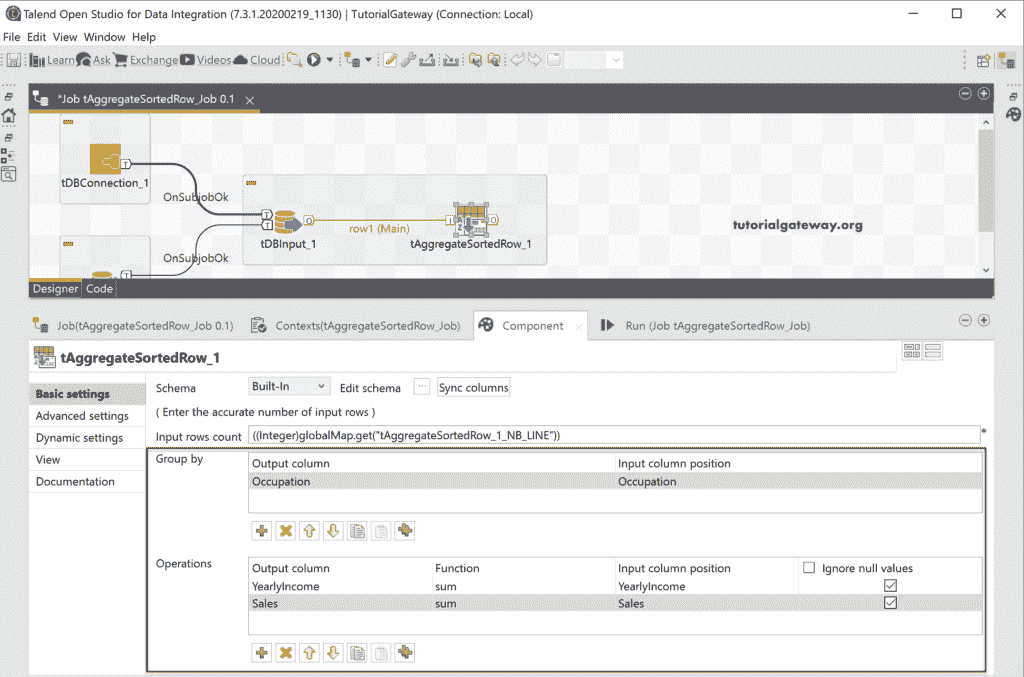 Talend Open Studio for Data Integration (7.3.1.20200219_1130) | TutorialGateway (Connection: Local)
File Edit View Window Help
Learn Ask Exchange Videos Cloud
*Job tAggregateSortedRow_Job 0.1
tDBConnection_1
OnSubjobOk
row1 (Main)
tDBInput_1
tAggregateSortedRow_1
tutorialgateway.org
OnSubjobOk
Designer Code
Job(tAggregateSortedRow_Job 0.1) Contexts(tAggregateSortedRow_Job) Component Run (Job tAggregateSortedRow_Job)
tAggregateSortedRow_1
Basic settings
Advanced settings
Dynamic settings
View
Documentation
Schema Built-In Edit schema ... Sync columns
( Enter the accurate number of input rows )
Input rows count ((Integer)globalMap.get("tAggregateSortedRow_1_NB_LINE")) *
Group by
Output column Input column position
Occupation Occupation
Operations
Output column Function Input column position Ignore null values
YearlyIncome sum YearlyIncome
Sales sum Sales